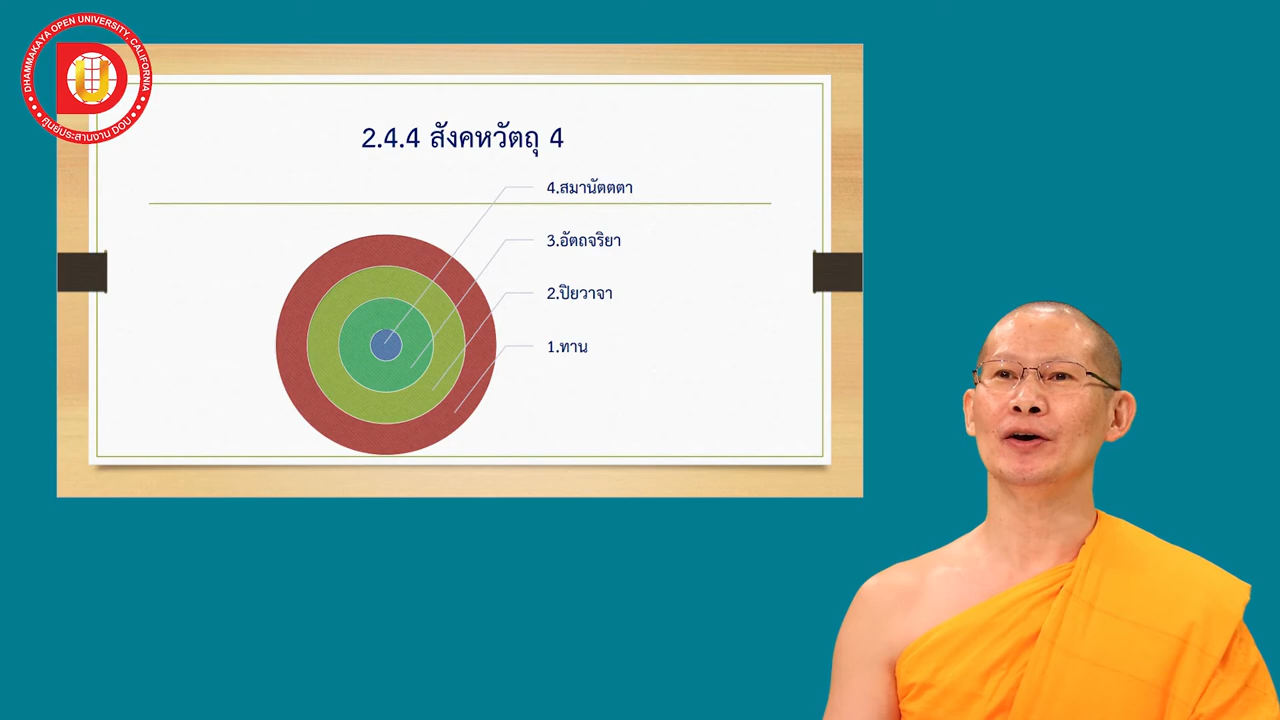 DHAMMAKAYA OPEN UNIVERSITY, CALIFORNIA
DU
ศูนย์ประสานงาน DOU
2.4.4 สังคหวัตถุ 4
4.สมานัตตตา
3.อัตถจริยา
2.ปิยวาจา
1.ทาน